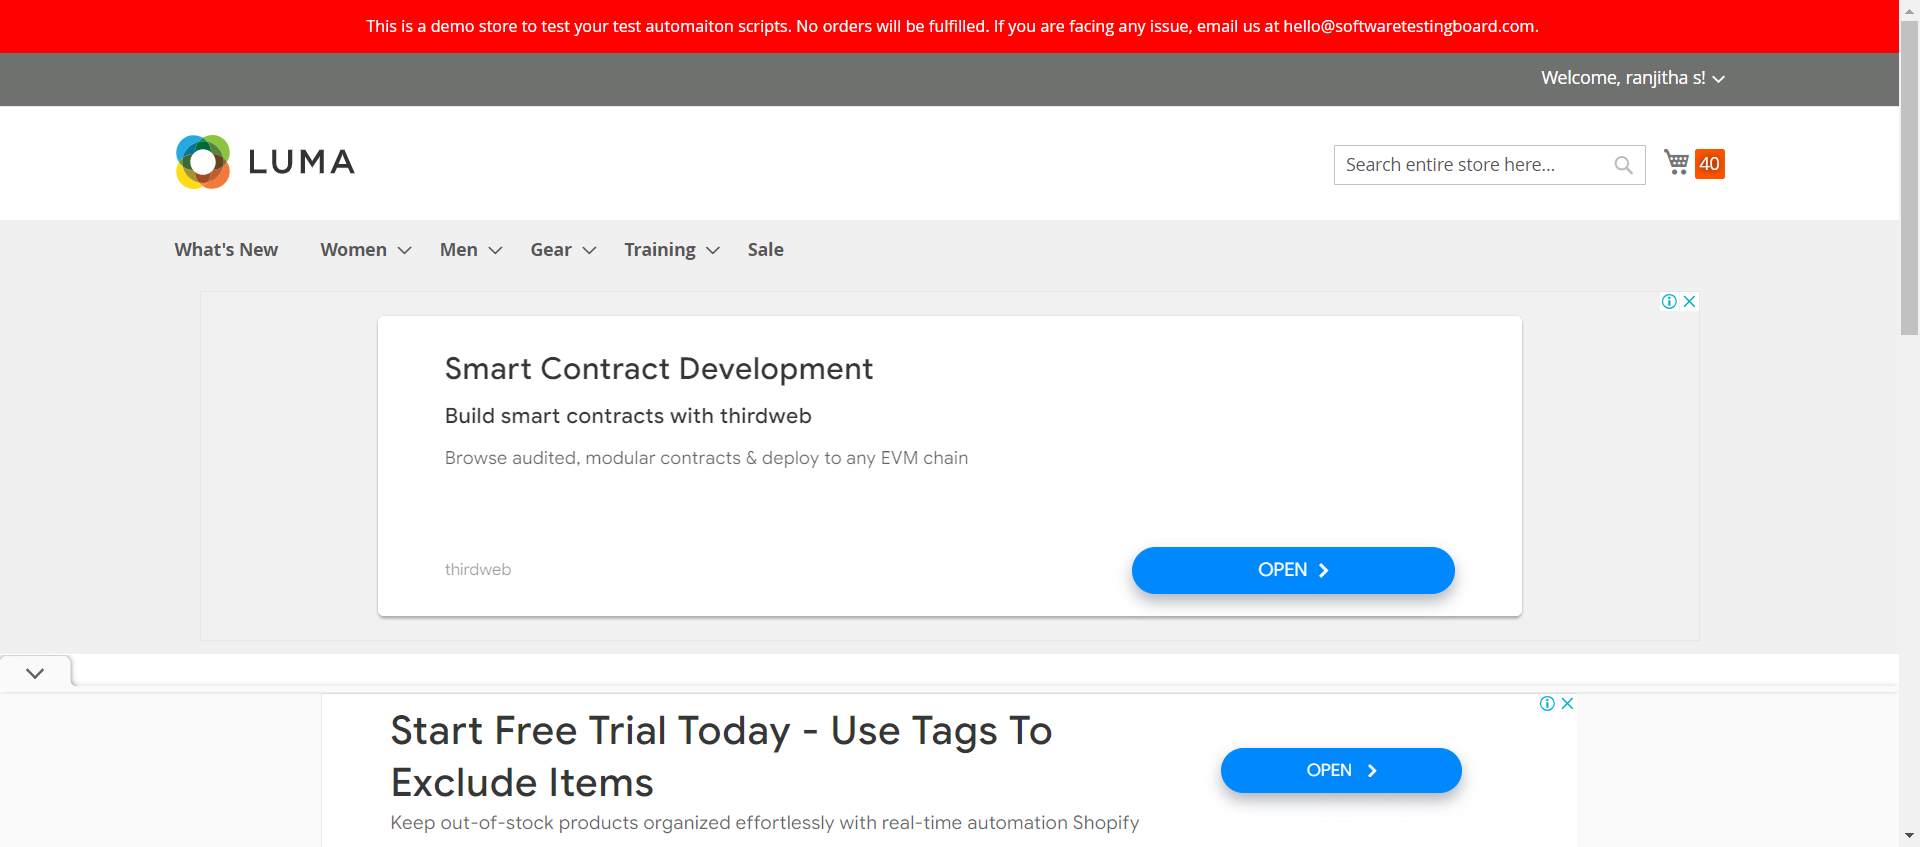 This is a demo store to test your test automaiton scripts. No orders will be fulfilled. If you are facing any issue, email us at hello@softwaretestingboard.com.
Welcome, ranjitha s!
LUMA
Search entire store here...
40
What's New Women Men Gear Training Sale
Smart Contract Development
Build smart contracts with thirdweb
Browse audited, modular contracts & deploy to any EVM chain
thirdweb
OPEN
Start Free Trial Today - Use Tags To
Exclude Items
OPEN
Keep out-of-stock products organized effortlessly with real-time automation Shopify